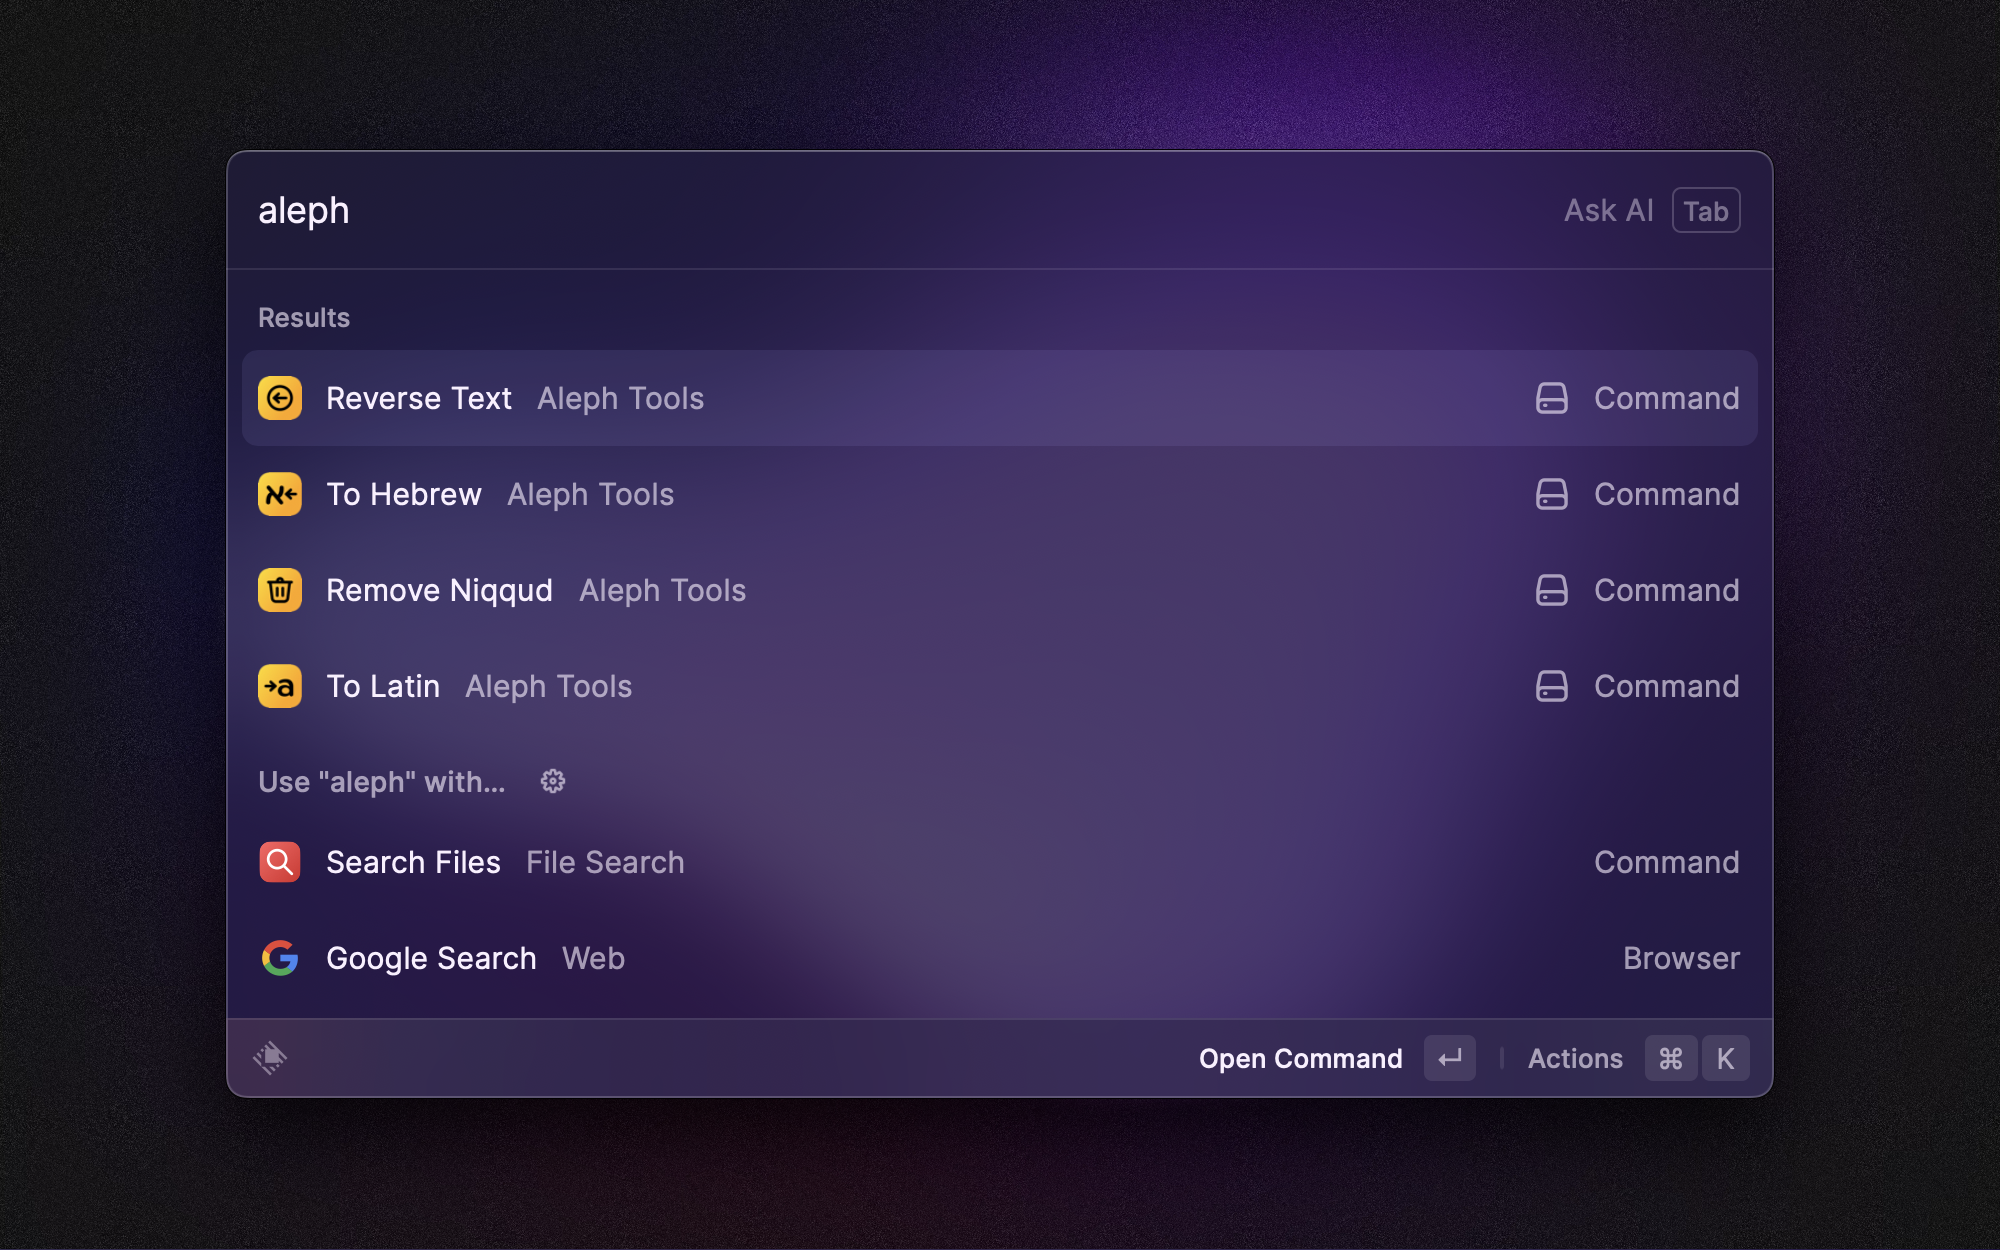 aleph Ask AI Tab
Results
Reverse Text Aleph Tools Command
א To Hebrew Aleph Tools Command
Remove Niqqud Aleph Tools Command
a To Latin Aleph Tools Command
Use "aleph" with...
Search Files File Search Command
G Google Search Web Browser
Open Command ↵ Actions ⌘ K